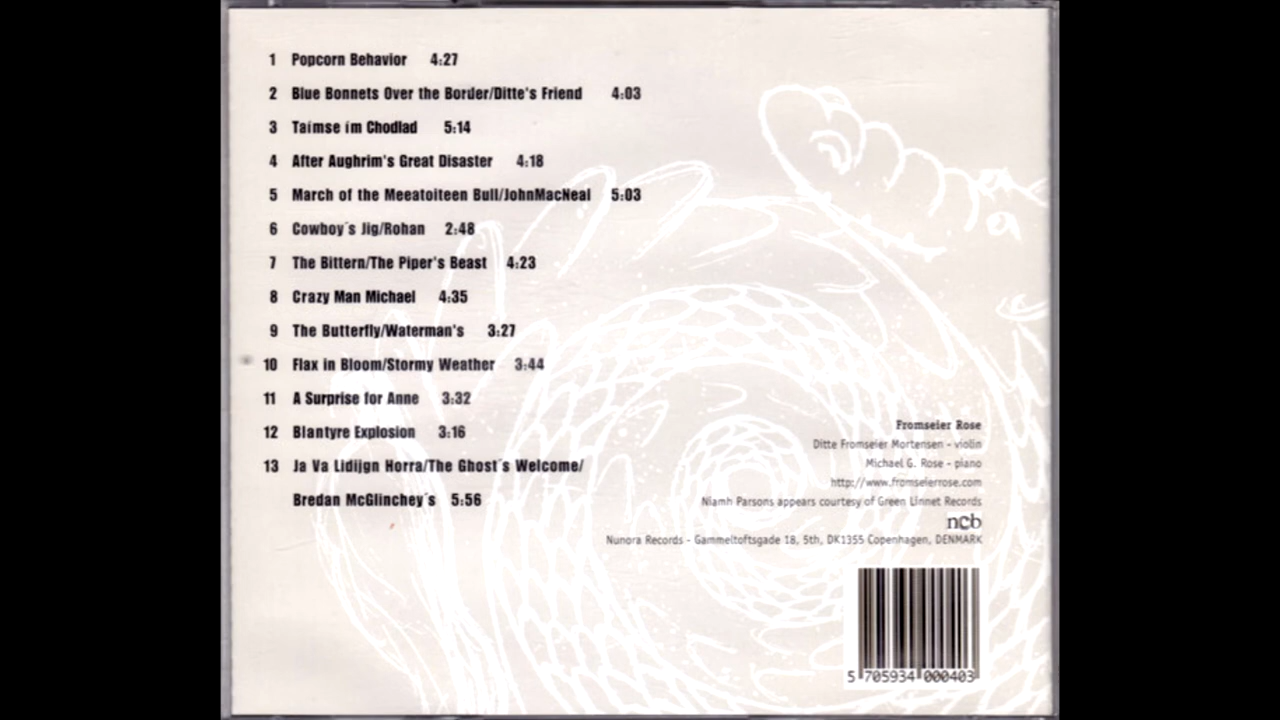 1 Popcorn Behavior 4:27
2 Blue Bonnets Over the Border/Ditte's Friend 4:03
3 Taímse ím Chodlad 5:14
4 After Aughrim's Great Disaster 4:18
5 March of the Meeatoiteen Bull/JohnMacNeal 5:03
6 Cowboy´s Jig/Rohan 2:48
7 The Bittern/The Piper's Beast 4:23
8 Crazy Man Michael 4:35
9 The Butterfly/Waterman's 3:27
10 Flax in Bloom/Stormy Weather 3:44
11 A Surprise for Anne 3:32
12 Blantyre Explosion 3:16
13 Ja Va Lidijgn Horra/The Ghost´s Welcome/
Bredan McGlinchey´s 5:56
Fromseier Rose
Ditte Fromseier Mortensen - violin
Michael G. Rose - piano
http://www.fromseierrose.com
Niamh Parsons appears courtesy of Green Linnet Records
ncb
Nunora Records - Gammeltoftsgade 18, 5th, DK1355 Copenhagen, DENMARK
5 705934 000403